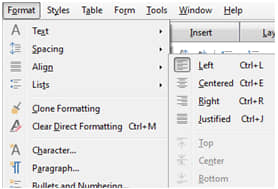 Format Styles Table Form Tools Window Help
Text
Spacing
Align
Lists
Clone Formatting
Clear Direct Formatting Ctrl+M
Character...
Paragraph...
Bullets and Numbering...
Insert
Left Ctrl+L
Centered Ctrl+E
Right Ctrl+R
Justified Ctrl+J
Top
Center
Bottom